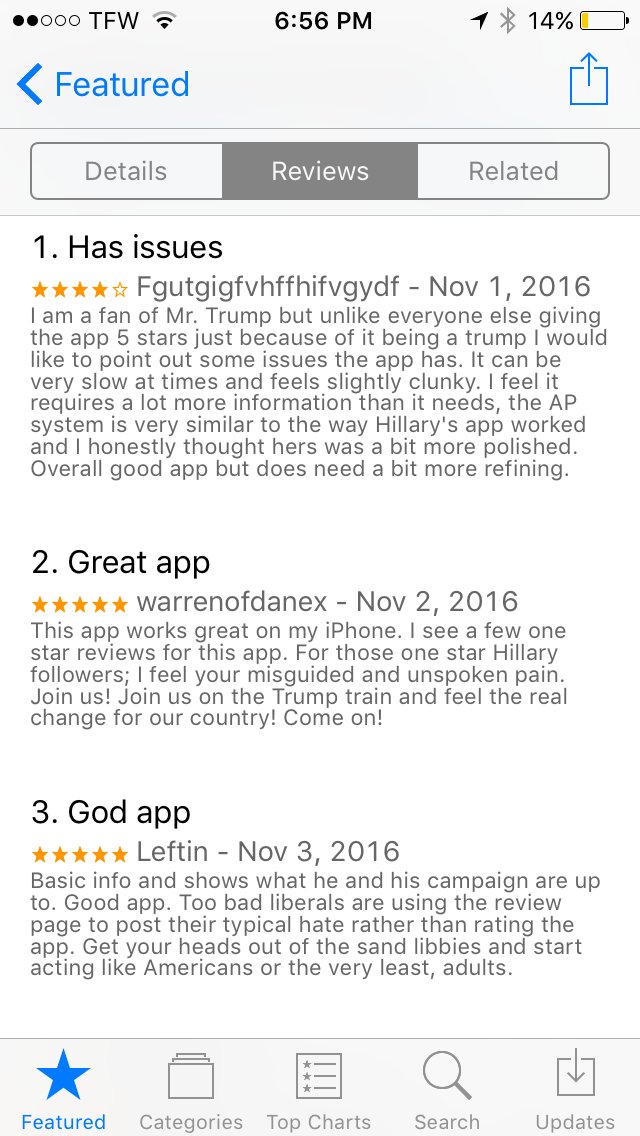 TFW 6:56 PM 14%
Featured
Details Reviews Related
1. Has issues
Fgutgigfvhffhifvgydf - Nov 1, 2016
I am a fan of Mr. Trump but unlike everyone else giving
the app 5 stars just because of it being a trump I would
like to point out some issues the app has. It can be
very slow at times and feels slightly clunky. I feel it
requires a lot more information than it needs, the AP
system is very similar to the way Hillary's app worked
and I honestly thought hers was a bit more polished.
Overall good app but does need a bit more refining.
2. Great app
warrenofdanex - Nov 2, 2016
This app works great on my iPhone. I see a few one
star reviews for this app. For those one star Hillary
followers; I feel your misguided and unspoken pain.
Join us! Join us on the Trump train and feel the real
change for our country! Come on!
3. God app
Leftin - Nov 3, 2016
Basic info and shows what he and his campaign are up
to. Good app. Too bad liberals are using the review
page to post their typical hate rather than rating the
app. Get your heads out of the sand libbies and start
acting like Americans or the very least, adults.
Featured Categories Top Charts Search Updates